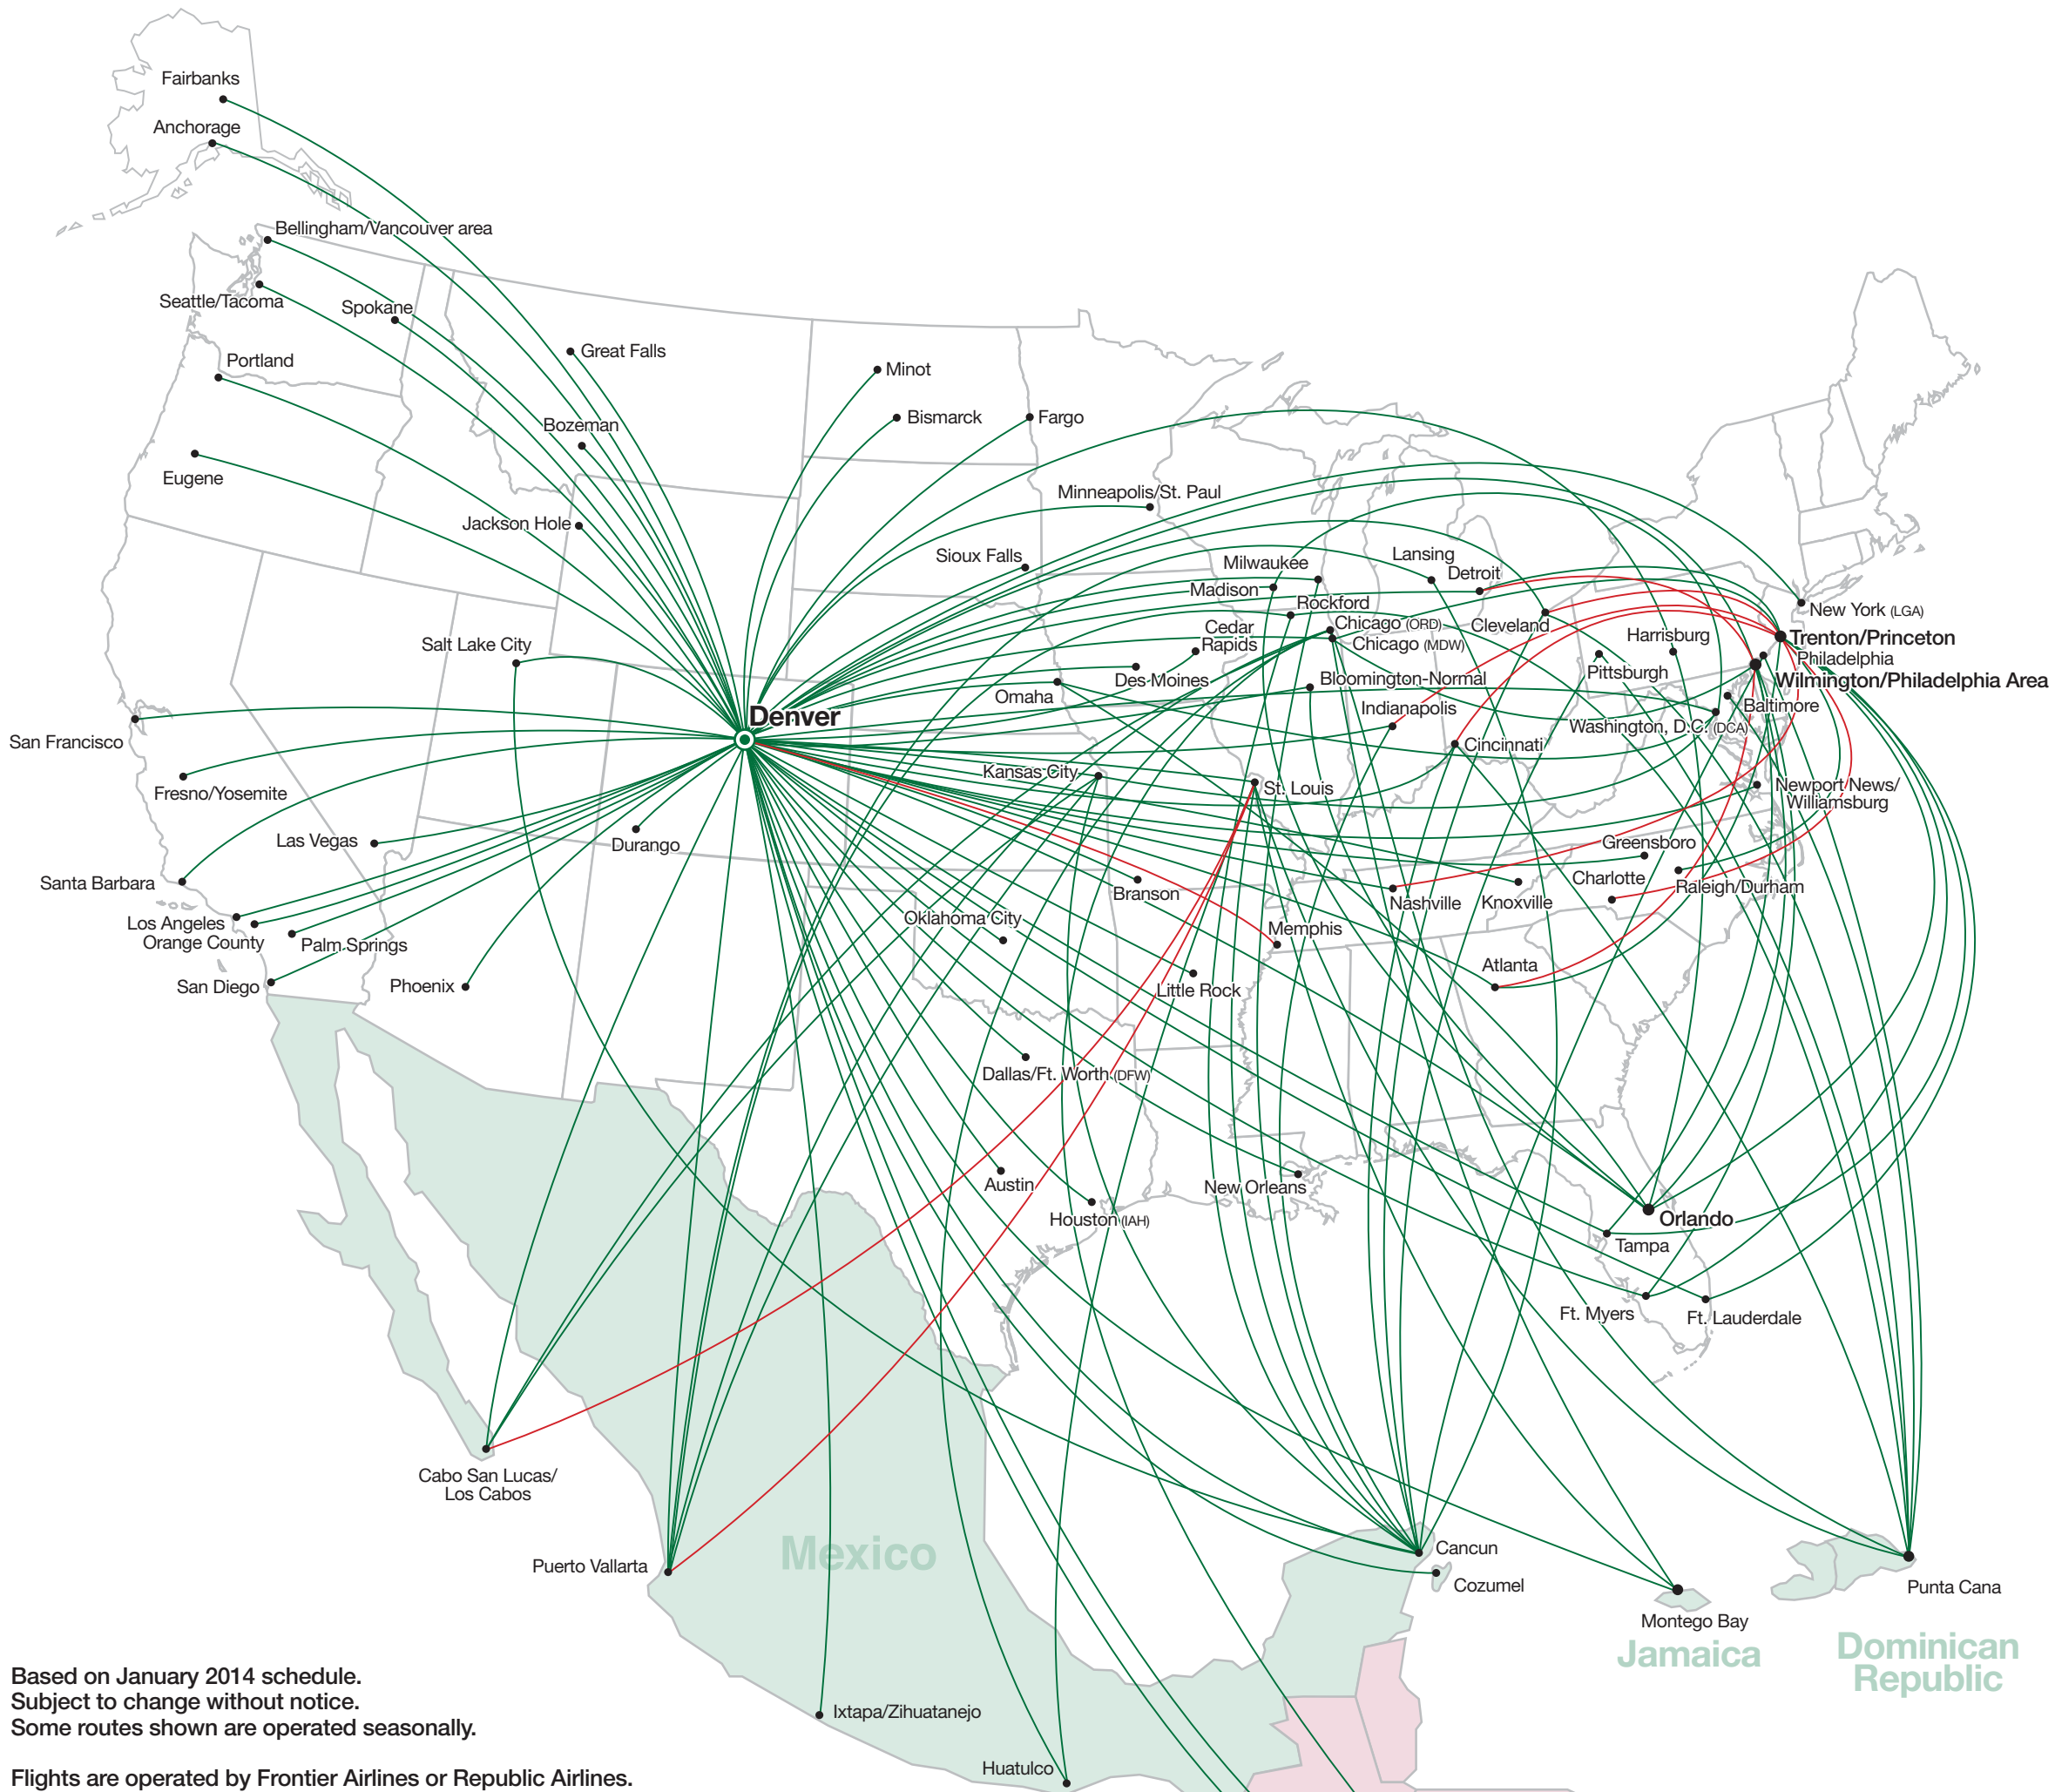 Fairbanks
Anchorage
Bellingham/Vancouver area
Seattle/Tacoma
Spokane
Great Falls
Portland
Minot
Bismarck
Fargo
Bozeman
Eugene
Jackson Hole
Minneapolis/St. Paul
Sioux Falls
Milwaukee
Lansing
Detroit
Madison
Rockford
New York (LGA)
Chicago (ORD)
Cleveland
Cedar
Rapids
Chicago (MDW)
Harrisburg
Trenton/Princeton
Salt Lake City
Philadelphia
Pittsburgh
Des Moines
Bloomington-Normal
Wilmington/Philadelphia Area
Omaha
Indianapolis
Baltimore
Denver
Washington, D.C. (DCA)
San Francisco
Cincinnati
Kansas City
St. Louis
Newport News/
Williamsburg
Fresno/Yosemite
Las Vegas
Durango
Greensboro
Santa Barbara
Branson
Charlotte
Raleigh/Durham
Nashville
Knoxville
Los Angeles
Oklahoma City
Memphis
Orange County
Palm Springs
Atlanta
San Diego
Phoenix
Little Rock
Dallas/Ft. Worth (DFW)
Austin
New Orleans
Houston (IAH)
Orlando
Tampa
Ft. Myers
Ft. Lauderdale
Cabo San Lucas/
Los Cabos
Mexico
Cancun
Puerto Vallarta
Cozumel
Punta Cana
Montego Bay
Jamaica
Dominican
Republic
Based on January 2014 schedule.
Subject to change without notice.
Some routes shown are operated seasonally.
Ixtapa/Zihuatanejo
Huatulco
Flights are operated by Frontier Airlines or Republic Airlines.